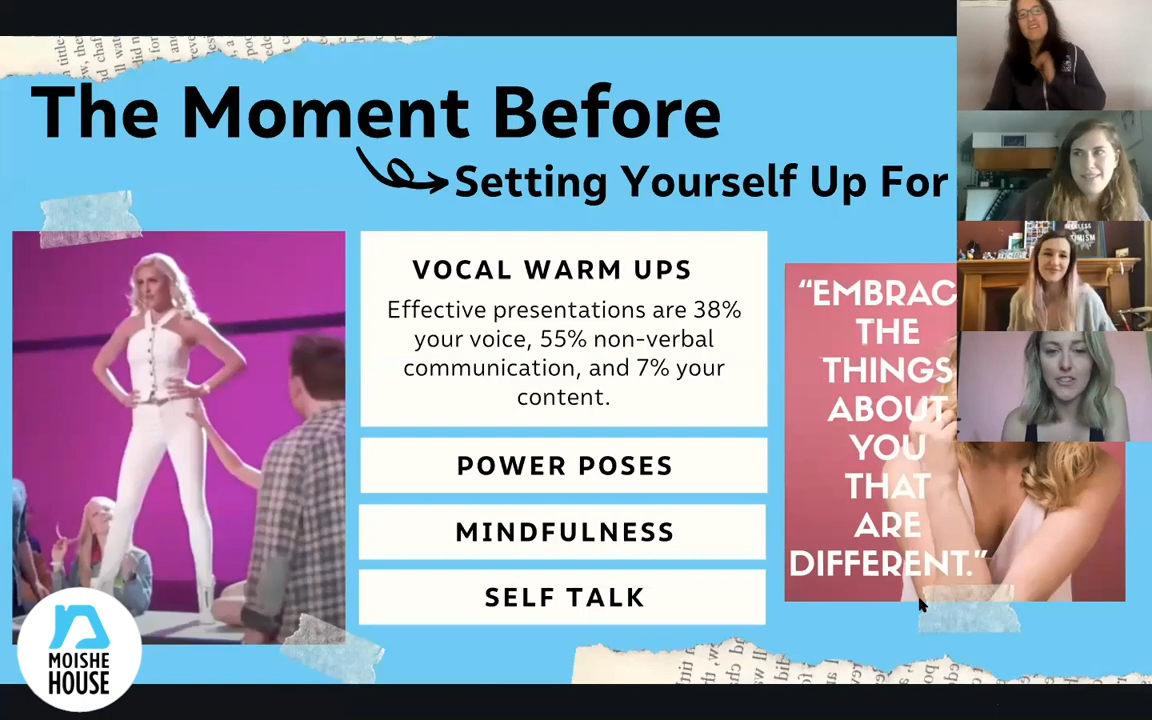 The Moment Before
Setting Yourself Up For
VOCAL WARM UPS
Effective presentations are 38%
your voice, 55% non-verbal
communication, and 7% your
content.
POWER POSES
MINDFULNESS
SELF TALK
“EMBRAC
THE
THINGS
ABOUT
YOU
THAT
ARE
DIFFERENT.”
MOISHE
HOUSE